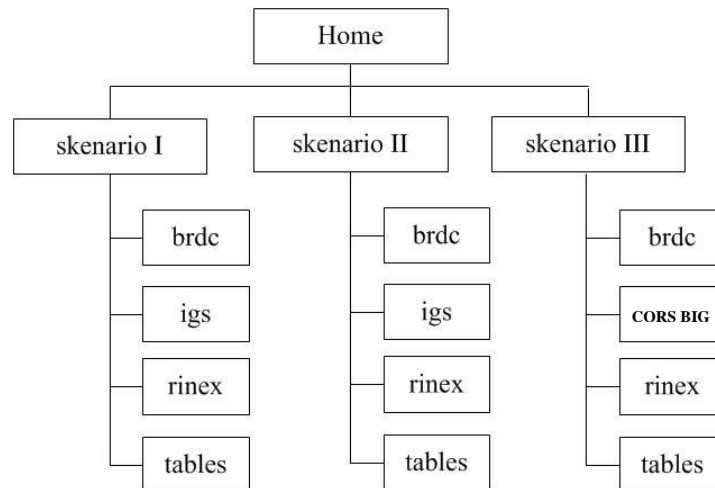 Home
skenario I
skenario II
skenario III
brdc
brdc
brdc
igs
igs
CORS BIG
rinex
rinex
rinex
tables
tables
tables